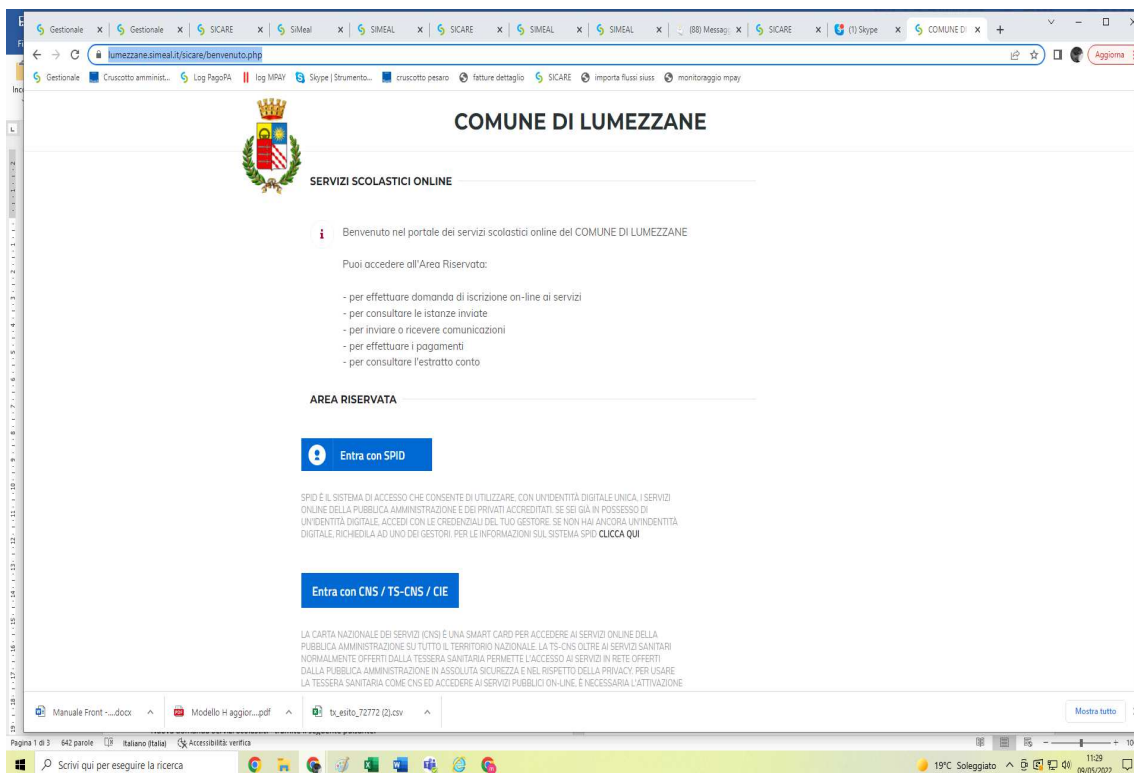 Gestionale
Gestionale
SICARE
SiMeal
SIMEAL
SICARE
SIMEAL
SIMEAL
(88) Messag
SICARE
(1) Skype
COMUNE D
lumezzane.simeal.it/sicare/benvenuto.php
Aggiorna
Gestionale
Cruscotto amminist...
Log PagoPA
log MPAY
Skype | Strumento...
cruscotto pesaro
fatture dettaglio
SICARE
importa flussi siuss
monitoraggio mpay
COMUNE DI LUMEZZANE
SERVIZI SCOLASTICI ONLINE
Benvenuto nel portale dei servizi scolastici online del COMUNE DI LUMEZZANE
Puoi accedere all'Area Riservata:
- per effettuare domanda di iscrizione on-line ai servizi
- per consultare le istanze inviate
- per inviare o ricevere comunicazioni
- per effettuare i pagamenti
- per consultare l'estratto conto
AREA RISERVATA
Entra con SPID
SPID È IL SISTEMA DI ACCESSO CHE CONSENTE DI UTILIZZARE, CON UN'IDENTITÀ DIGITALE UNICA, I SERVIZI
ONLINE DELLA PUBBLICA AMMINISTRAZIONE E DEI PRIVATI ACCREDITATI. SE SEI GIÀ IN POSSESSO DI
UN'IDENTITÀ DIGITALE, ACCEDI CON LE CREDENZIALI DEL TUO GESTORE. SE NON HAI ANCORA UN'INDENTITÀ
DIGITALE, RICHIEDILA AD UNO DEI GESTORI. PER LE INFORMAZIONI SUL SISTEMA SPID CLICCA QUI
Entra con CNS / TS-CNS / CIE
LA CARTA NAZIONALE DEI SERVIZI (CNS) È UNA SMART CARD PER ACCEDERE AI SERVIZI ONLINE DELLA
PUBBLICA AMMINISTRAZIONE SU TUTTO IL TERRITORIO NAZIONALE. LA TS-CNS OLTRE AI SERVIZI SANITARI
NORMALMENTE OFFERTI DALLA TESSERA SANITARIA PERMETTE L'ACCESSO AI SERVIZI IN RETE OFFERTI
DALLA PUBBLICA AMMINISTRAZIONE IN ASSOLUTA SICUREZZA E NEL RISPETTO DELLA PRIVACY. PER USARE
LA TESSERA SANITARIA COME CNS ED ACCEDERE AI SERVIZI PUBBLICI ON-LINE, È NECESSARIA L'ATTIVAZIONE
Manuale Front -....docx
Modello H aggior....pdf
tx_esito_72772 (2).csv
Mostra tutto
Pagina 1 di 3
642 parole
Italiano (Italia)
Accessibilità: verifica
Scrivi qui per eseguire la ricerca
19°C Soleggiato
11:29
09/05/2022